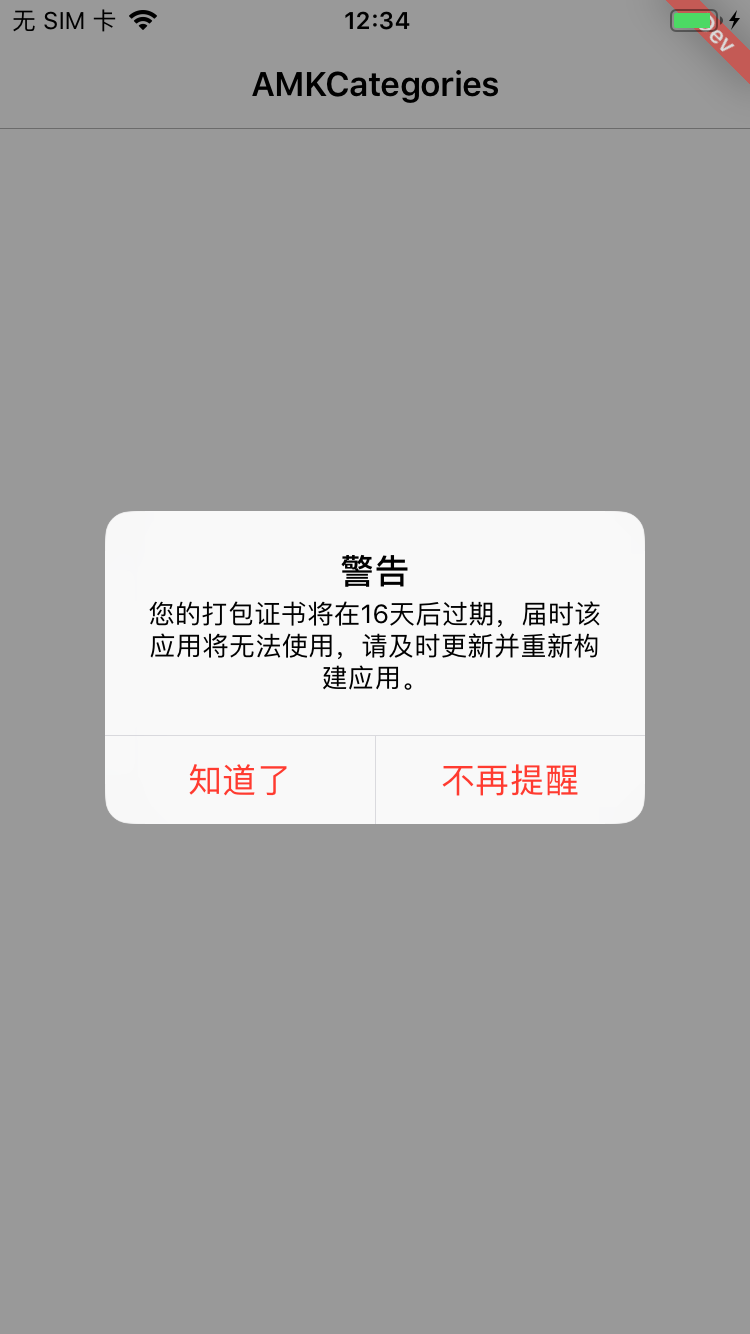 无 SIM 卡
12:34
Dev
AMKCategories
警告
您的打包证书将在16天后过期，届时该
应用将无法使用，请及时更新并重新构
建应用。
知道了
不再提醒